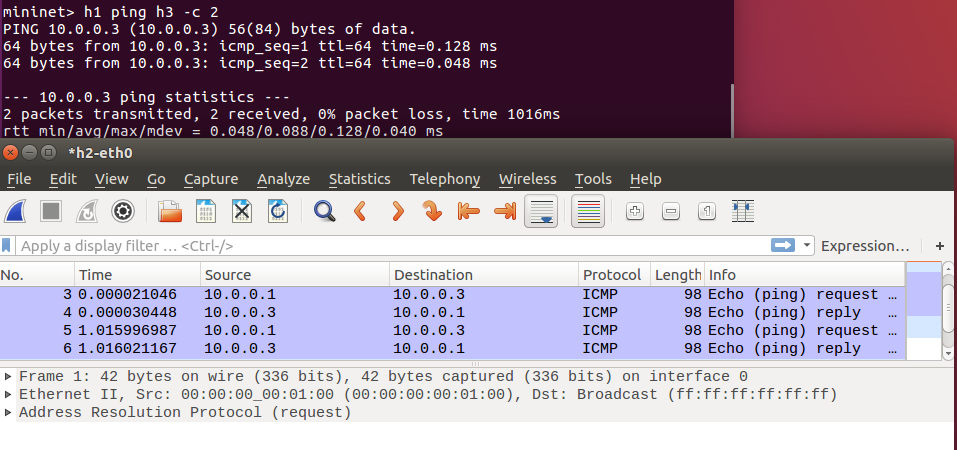 mininet> h1 ping h3 -c 2
PING 10.0.0.3 (10.0.0.3) 56(84) bytes of data.
64 bytes from 10.0.0.3: icmp_seq=1 ttl=64 time=0.128 ms
64 bytes from 10.0.0.3: icmp_seq=2 ttl=64 time=0.048 ms
--- 10.0.0.3 ping statistics ---
2 packets transmitted, 2 received, 0% packet loss, time 1016ms
rtt min/avg/max/mdev = 0.048/0.088/0.128/0.040 ms
*h2-eth0
File Edit View Go Capture Analyze Statistics Telephony Wireless Tools Help
Apply a display filter … <Ctrl-/> Expression… +
No. Time Source Destination Protocol Length Info
3 0.000021046 10.0.0.1 10.0.0.3 ICMP 98 Echo (ping) request …
4 0.000030448 10.0.0.3 10.0.0.1 ICMP 98 Echo (ping) reply …
5 1.015996987 10.0.0.1 10.0.0.3 ICMP 98 Echo (ping) request …
6 1.016021167 10.0.0.3 10.0.0.1 ICMP 98 Echo (ping) reply …
Frame 1: 42 bytes on wire (336 bits), 42 bytes captured (336 bits) on interface 0
Ethernet II, Src: 00:00:00_00:01:00 (00:00:00:00:01:00), Dst: Broadcast (ff:ff:ff:ff:ff:ff)
Address Resolution Protocol (request)